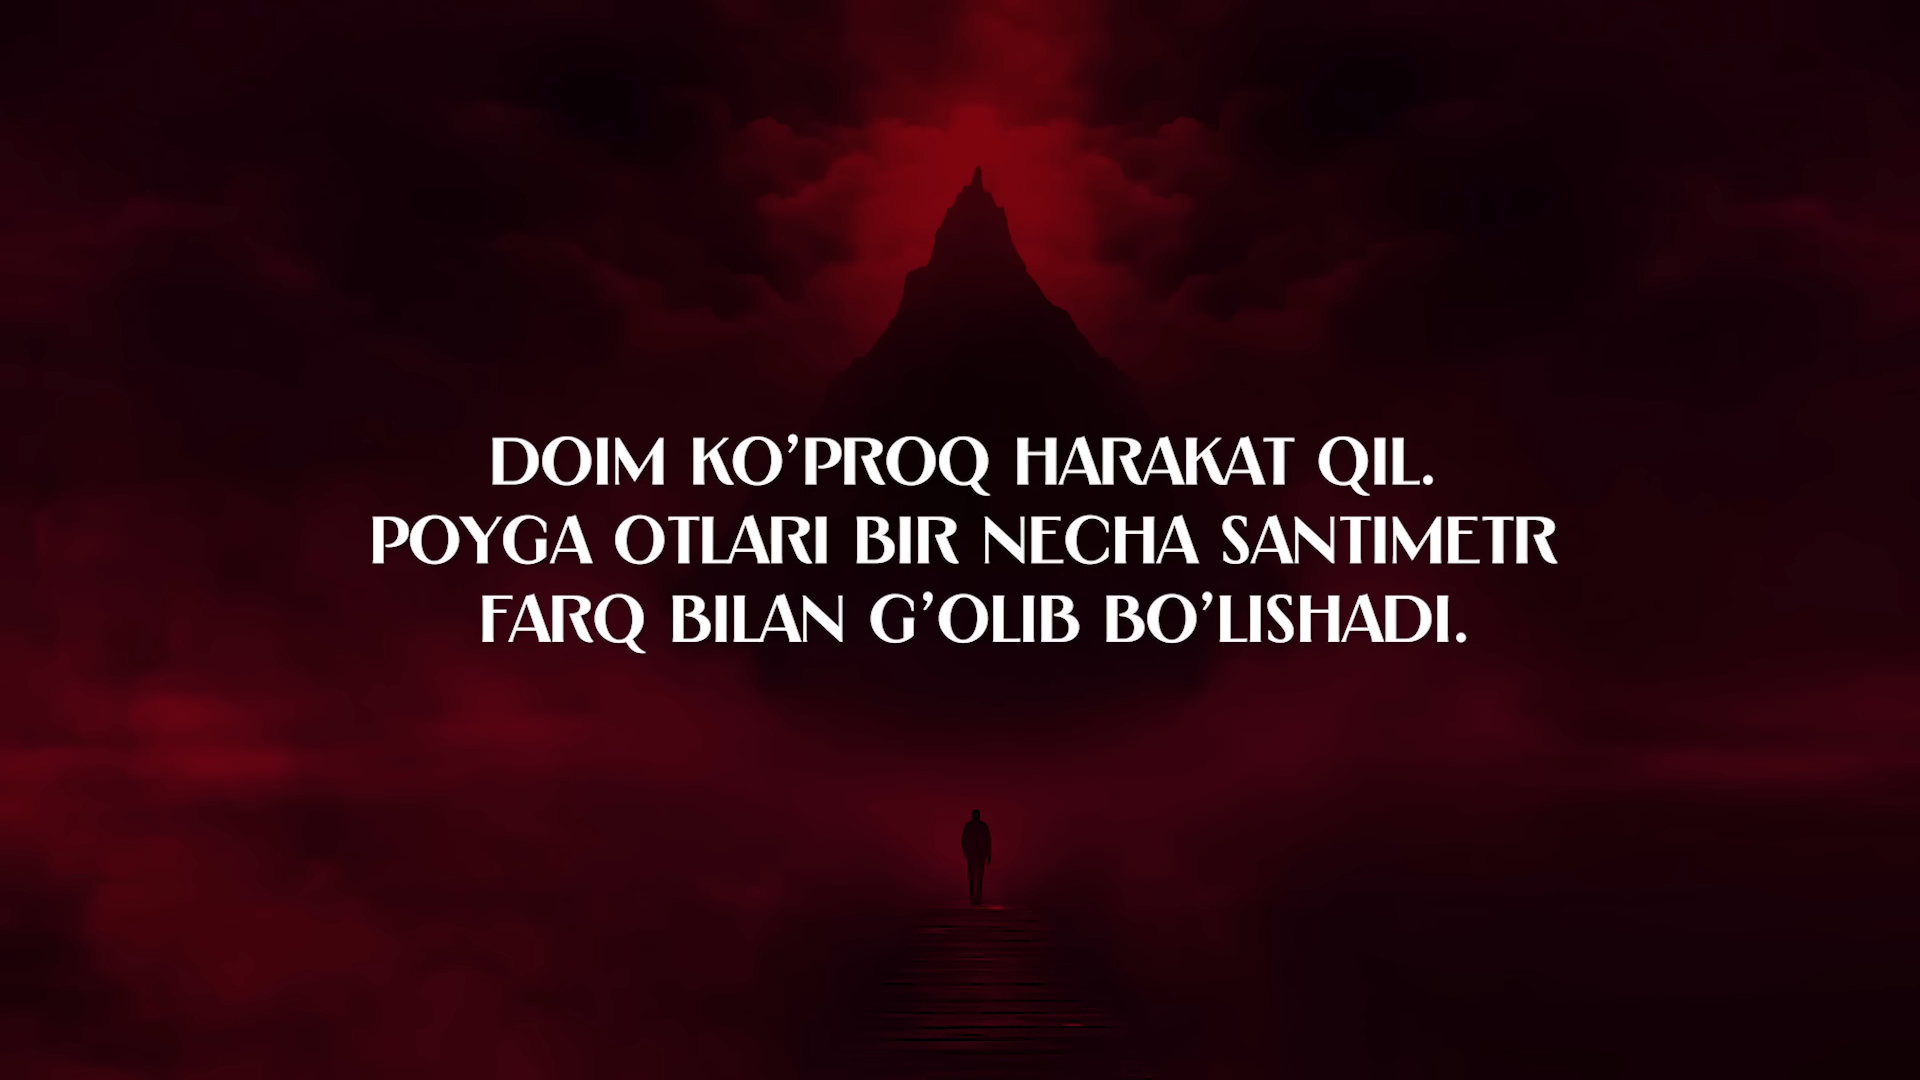 DOIM KO’PROQ HARAKAT QIL.
POYGA OTLARI BIR NECHA SANTIMETR
FARQ BILAN G’OLIB BO’LISHADI.